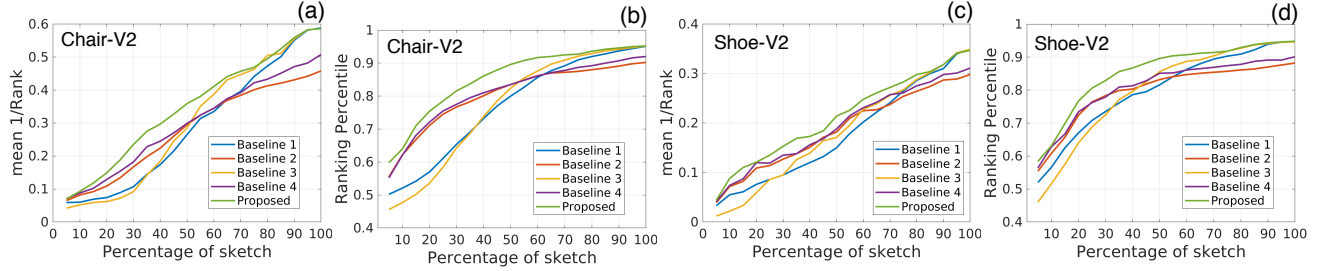 (a)
Chair-V2
mean 1/Rank
0.6
0.5
0.4
0.3
0.2
0.1
0
Baseline 1
Baseline 2
Baseline 3
Baseline 4
Proposed
0 10 20 30 40 50 60 70 80 90 100
Percentage of sketch
(b)
Chair-V2
Ranking Percentile
1
0.9
0.8
0.7
0.6
0.5
0.4
Baseline 1
Baseline 2
Baseline 3
Baseline 4
Proposed
10 20 30 40 50 60 70 80 90 100
Percentage of sketch
(c)
Shoe-V2
mean 1/Rank
0.4
0.3
0.2
0.1
0
Baseline 1
Baseline 2
Baseline 3
Baseline 4
Proposed
0 10 20 30 40 50 60 70 80 90 100
Percentage of sketch
(d)
Shoe-V2
Ranking Percentile
1
0.9
0.8
0.7
0.6
0.5
0.4
Baseline 1
Baseline 2
Baseline 3
Baseline 4
Proposed
10 20 30 40 50 60 70 80 90 100
Percentage of sketch